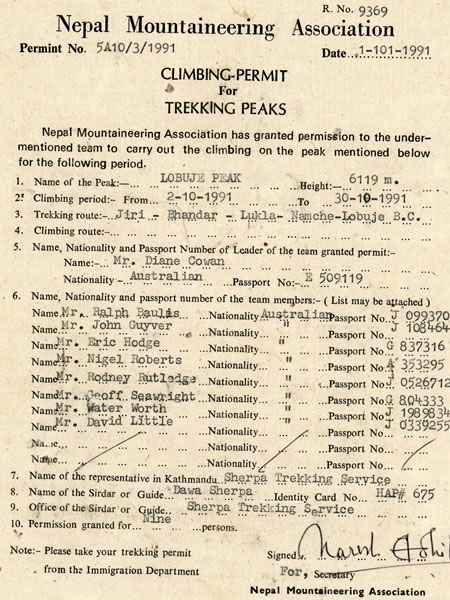 R. No. 9369
Nepal Mountaineering Association
Permint No. 5A10/3/1991 Date 1-101-1991
CLIMBING-PERMIT
For
TREKKING PEAKS
Nepal Mountaineering Association has granted permission to the under-
mentioned team to carry out the climbing on the peak mentioned below
for the following period.
1. Name of the Peak:- LOBUJE PEAK Height:- 6119 m.
2. Climbing period:- From 2-10-1991 To 30-10-1991
3. Trekking route:- Jiri - Bhandar - Lukla- Namche-Lobuje B.C.
4. Climbing route:-
5. Name, Nationality and Passport Number of Leader of the team granted permit:-
Name:- Mr. Diane Cowan
Nationality - Australian Passport No:- E 509119
6. Name, Nationality and passport number of the team members:- ( List may be attached )
Name Mr. Ralph Baulis Nationality Australian Passport No J 099370
Name Mr. John Guyver Nationality " Passport No J 108464
Name Mr. Eric Hodge Nationality " Passport No G 837316
Name Mr. Nigel Roberts Nationality " Passport No A 353295
Name Mr. Rodney Rutledge Nationality " Passport No J 0526712
Name Mr. Geoff Seawright Nationality " Passport No G 804333
Name Mr. Water Worth Nationality " Passport No J 1989834
Name Mr. David Little Nationality " Passport No J 0339255
Name Nationality Passport No
Name Nationality Passport No
7. Name of the representative in Kathmandu Sherpa Trekking Service
8. Name of the Sirdar or Guide Dawa Sherpa Identity Card No HAP# 675
9. Office of the Sirdar or Guide Sherpa Trekking Service
10. Permission granted for Nine persons.
Note:- Please take your trekking permit
from the Immigration Department
Signed
For, Secretary
Nepal Mountaineering Association